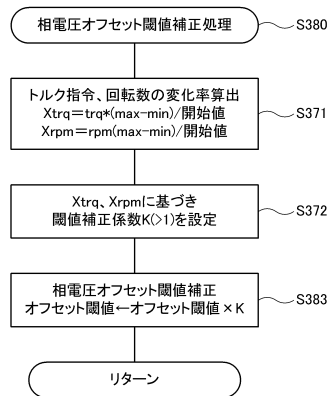 相電圧オフセット閾値補正処理
S380
トルク指令、回転数の変化率算出
Xtrq=trq*(max-min)/開始値
Xrpm=rpm(max-min)/開始値
S371
Xtrq、Xrpmに基づき
閾値補正係数K(>1)を設定
S372
相電圧オフセット閾値補正
オフセット閾値←オフセット閾値×K
S383
リターン